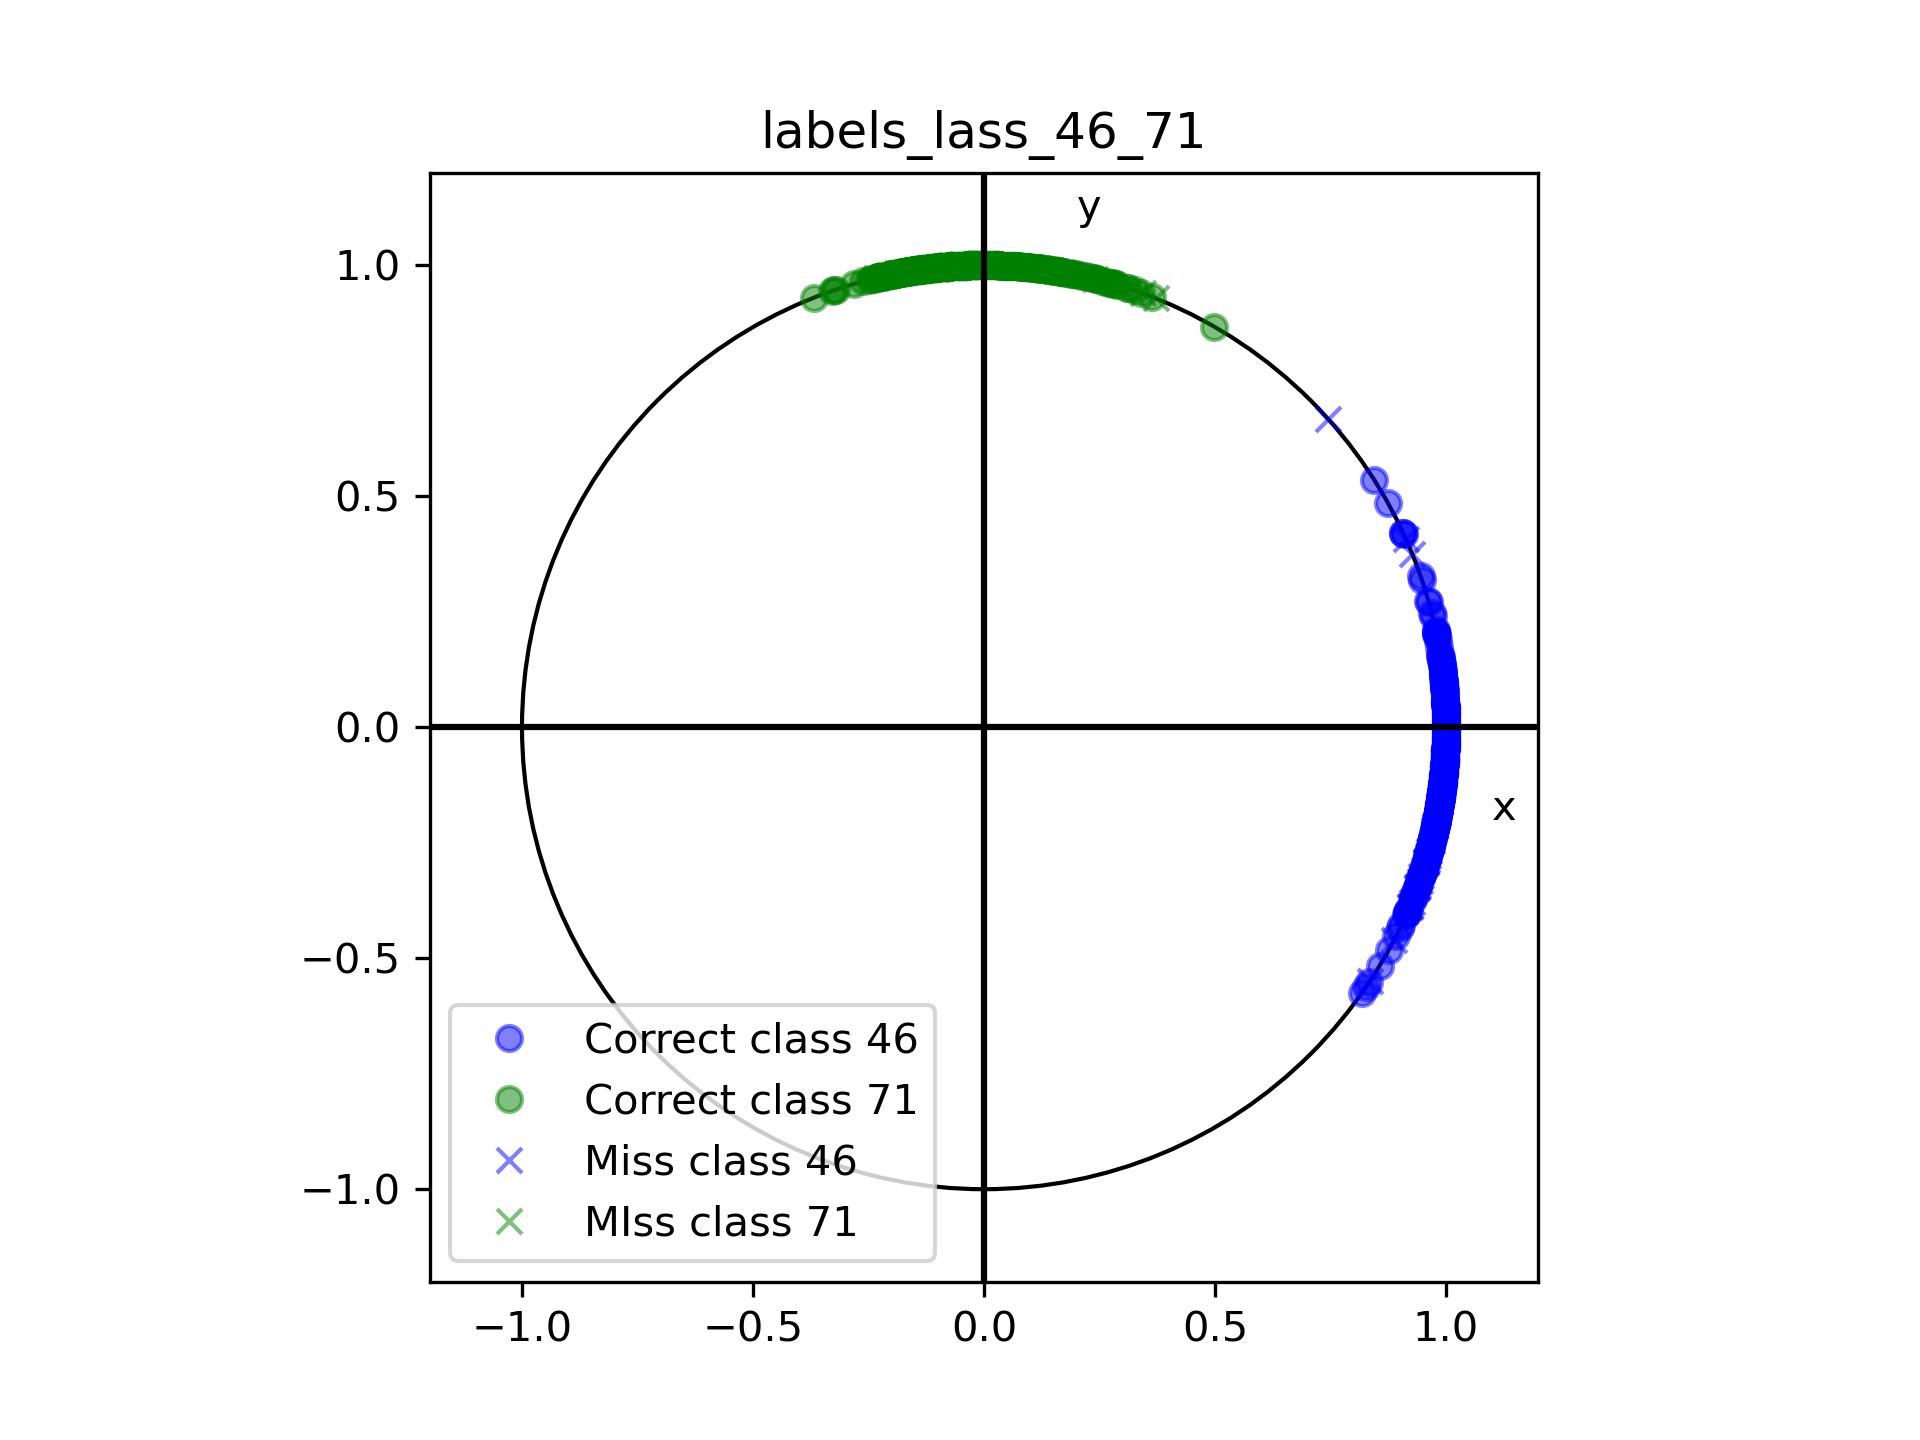 labels_lass_46_71
y
1.0
0.5
0.0
x
−0.5
−1.0
Correct class 46
Correct class 71
Miss class 46
MIss class 71
−1.0 −0.5 0.0 0.5 1.0